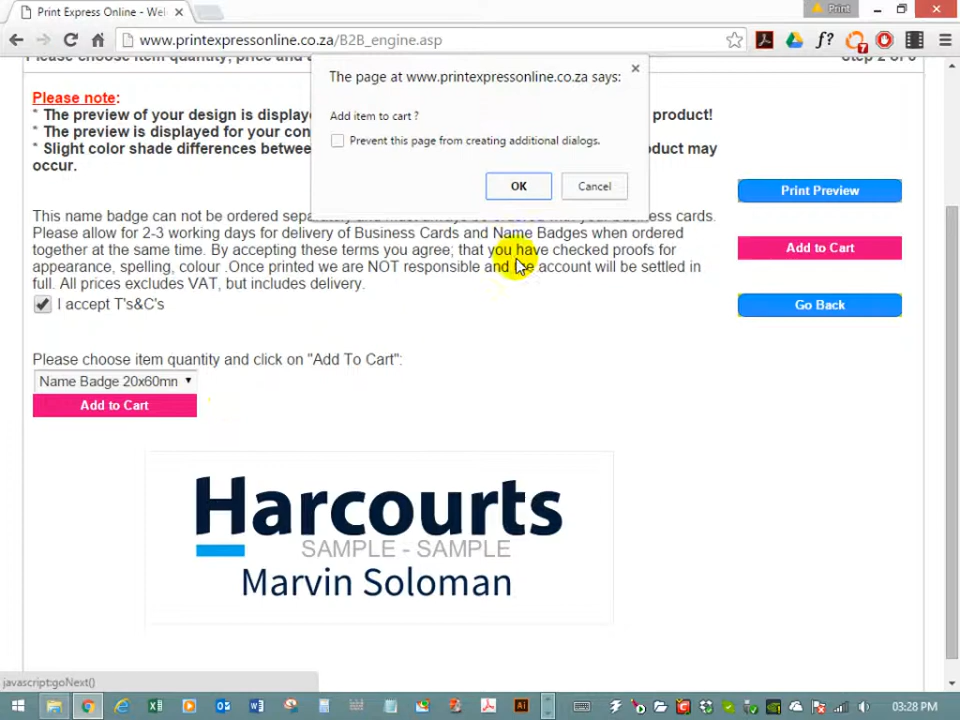 Print Express Online - Wel
Print
www.printexpressonline.co.za/B2B_engine.asp
Please choose item quantity, price and
The page at www.printexpressonline.co.za says:
Add item to cart ?
Prevent this page from creating additional dialogs.
OK
Cancel
Please note:
* The preview of your design is display
product!
* The preview is displayed for your con
* Slight color shade differences betwee
oduct may
occur.
Print Preview
This name badge can not be ordered with your business cards.
Please allow for 2-3 working days for delivery of Business Cards and Name Badges when ordered
together at the same time. By accepting these terms you agree; that you have checked proofs for
appearance, spelling, colour .Once printed we are NOT responsible and the account will be settled in
full. All prices excludes VAT, but includes delivery.
Add to Cart
I accept T's&C's
Go Back
Please choose item quantity and click on "Add To Cart":
Name Badge 20x60mn
Add to Cart
Harcourts
SAMPLE - SAMPLE
Marvin Soloman
javascript:goNext()
03:28 PM